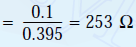 = 0.1/0.395 = 253 Ω